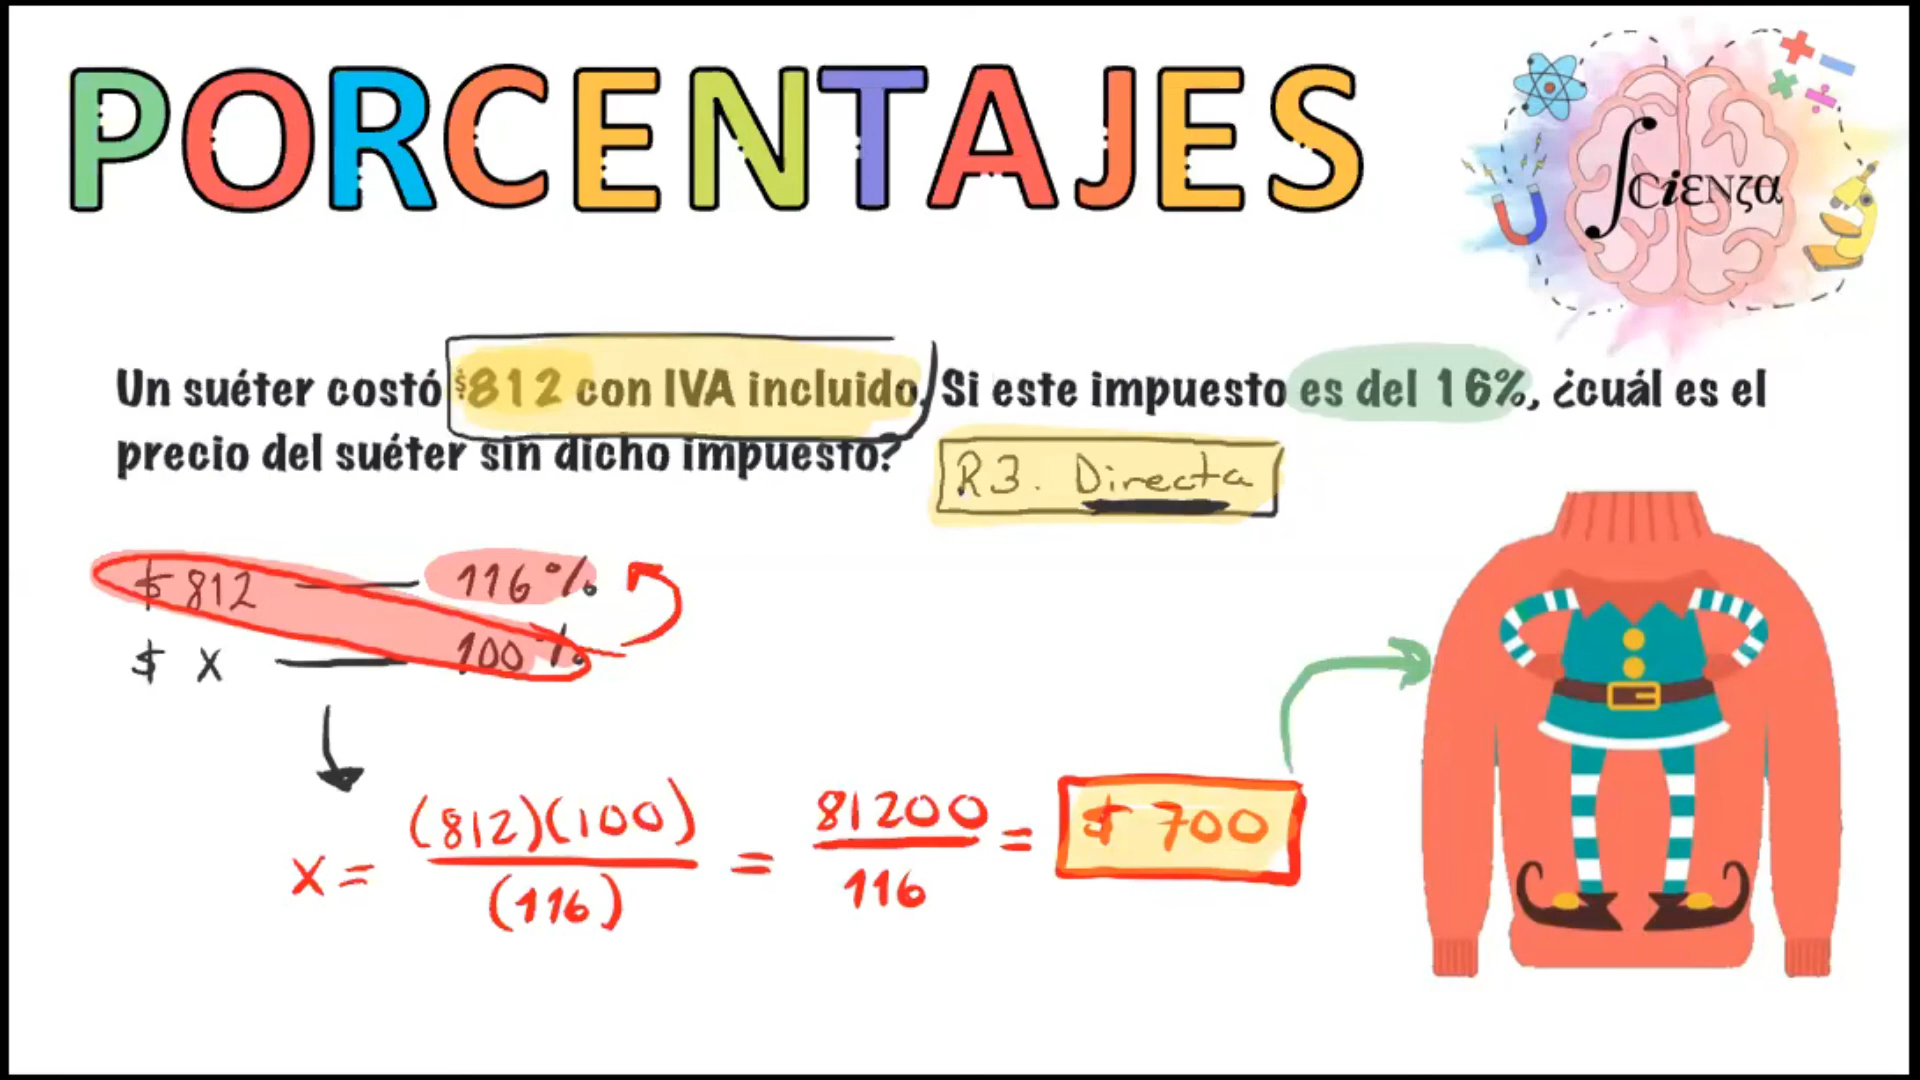 PORCENTAJES
∫CiENζα
Un suéter costó $812 con IVA incluido. Si este impuesto es del 16%, ¿cuál es el
precio del suéter sin dicho impuesto?
R3. Directa
$ 812 — 116%
$ x — 100%
x = (812)(100) / (116) = 81200 / 116 = $ 700